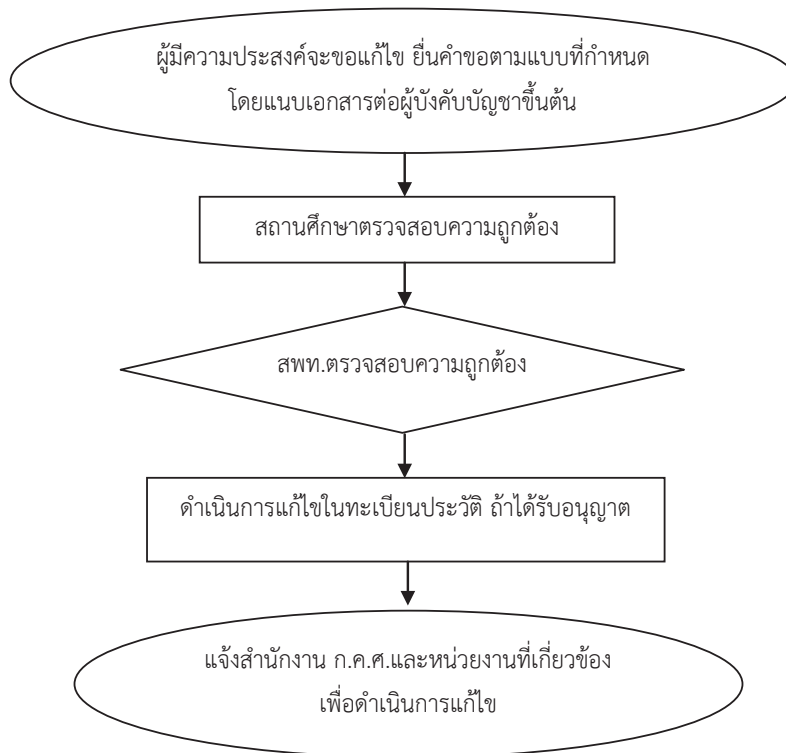 ผู้มีความประสงค์จะขอแก้ไข ยื่นคำขอตามแบบที่กำหนด
โดยแนบเอกสารต่อผู้บังคับบัญชาขึ้นต้น
สถานศึกษาตรวจสอบความถูกต้อง
สพท.ตรวจสอบความถูกต้อง
ดำเนินการแก้ไขในทะเบียนประวัติ ถ้าได้รับอนุญาต
แจ้งสำนักงาน ก.ค.ศ.และหน่วยงานที่เกี่ยวข้อง
เพื่อดำเนินการแก้ไข